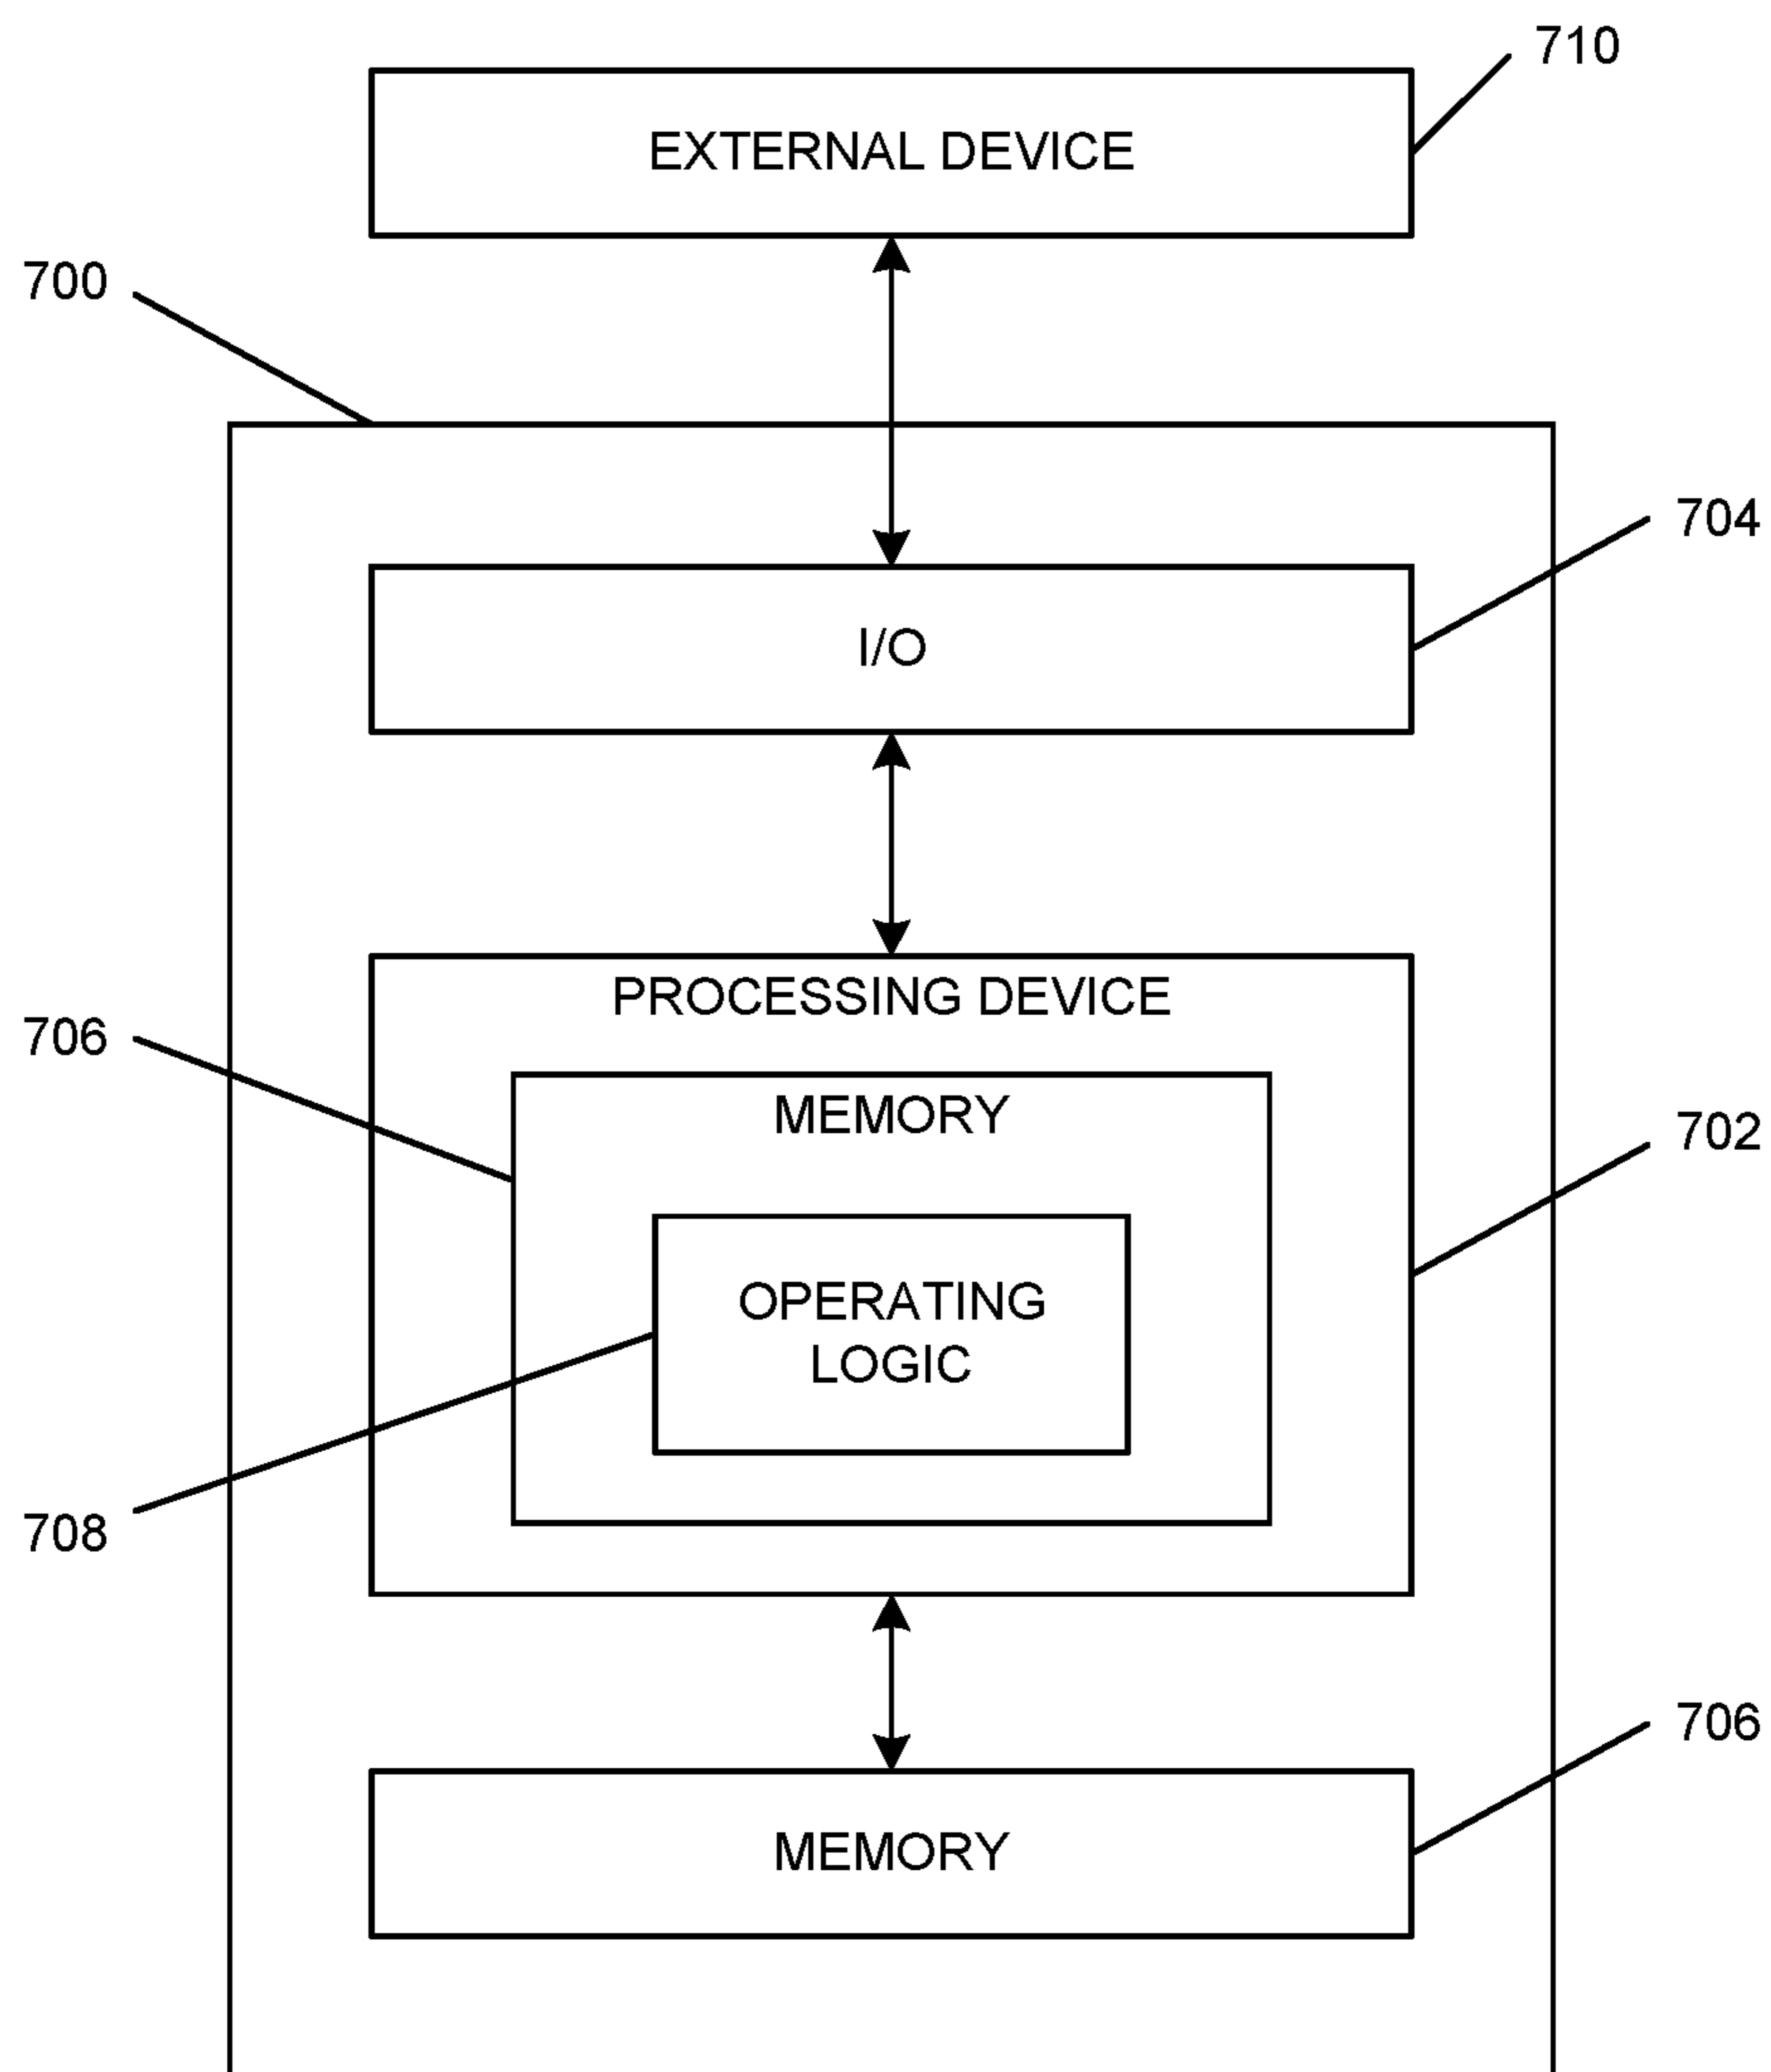 710
EXTERNAL DEVICE
700
704
I/O
PROCESSING DEVICE
706
MEMORY
702
OPERATING
LOGIC
708
706
MEMORY